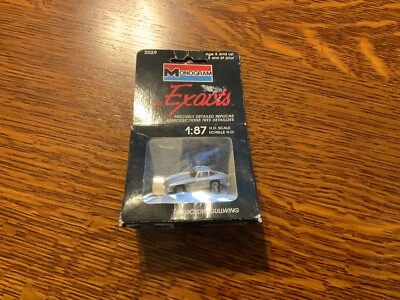 2029
Age 8 and up
8 ans et plus
MONOGRAM
Exacts
PRECISELY DETAILED REPLICAS
REPRODUCTIONS TRES DETAILLEES
1:87 H.O. SCALE
ECHELLE H.O.
MERCEDES GULLWING